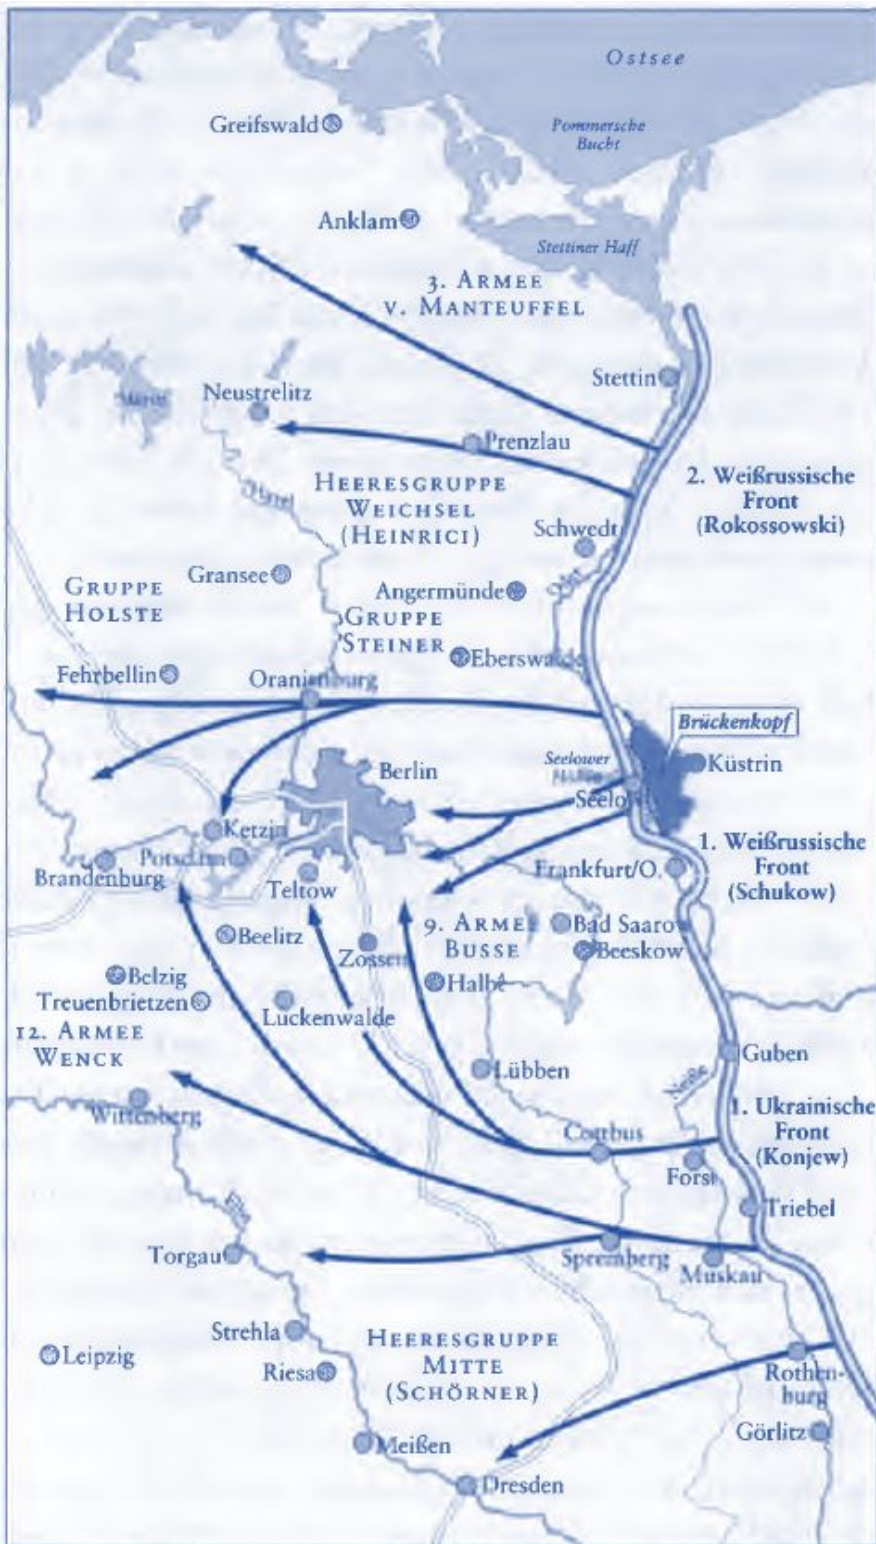 Ostsee
Greifswald
Pommersche
Bucht
Anklam
Stettiner Haff
3. ARMEE
V. MANTEUFFEL
Stettin
Neustrelitz
Müritz
Prenzlau
2. Weißrussische
Front
(Rokossowski)
HEERESGRUPPE
WEICHSEL
(HEINRICI)
Havel
Schwedt
Gransee
GRUPPE
HOLSTE
Angermünde
Oder
GRUPPE
STEINER
Eberswalde
Fehrbellin
Oranienburg
Brückenkopf
Berlin
Seelower
Höhen
Küstrin
Seelow
Ketzin
Potsdam
Brandenburg
Teltow
Frankfurt/O.
1. Weißrussische
Front
(Schukow)
9. ARMEE
BUSSE
Bad Saarow
Beeskow
Beelitz
Zossen
Belzig
Treuenbrietzen
Halbe
Luckenwalde
12. ARMEE
WENCK
Guben
Lübben
Neiße
Wittenberg
Cottbus
1. Ukrainische
Front
(Konjew)
Forst
Triebel
Torgau
Spremberg
Muskau
Strehla
HEERESGRUPPE
MITTE
(SCHÖRNER)
Leipzig
Riesa
Rothen-
burg
Görlitz
Meißen
Dresden